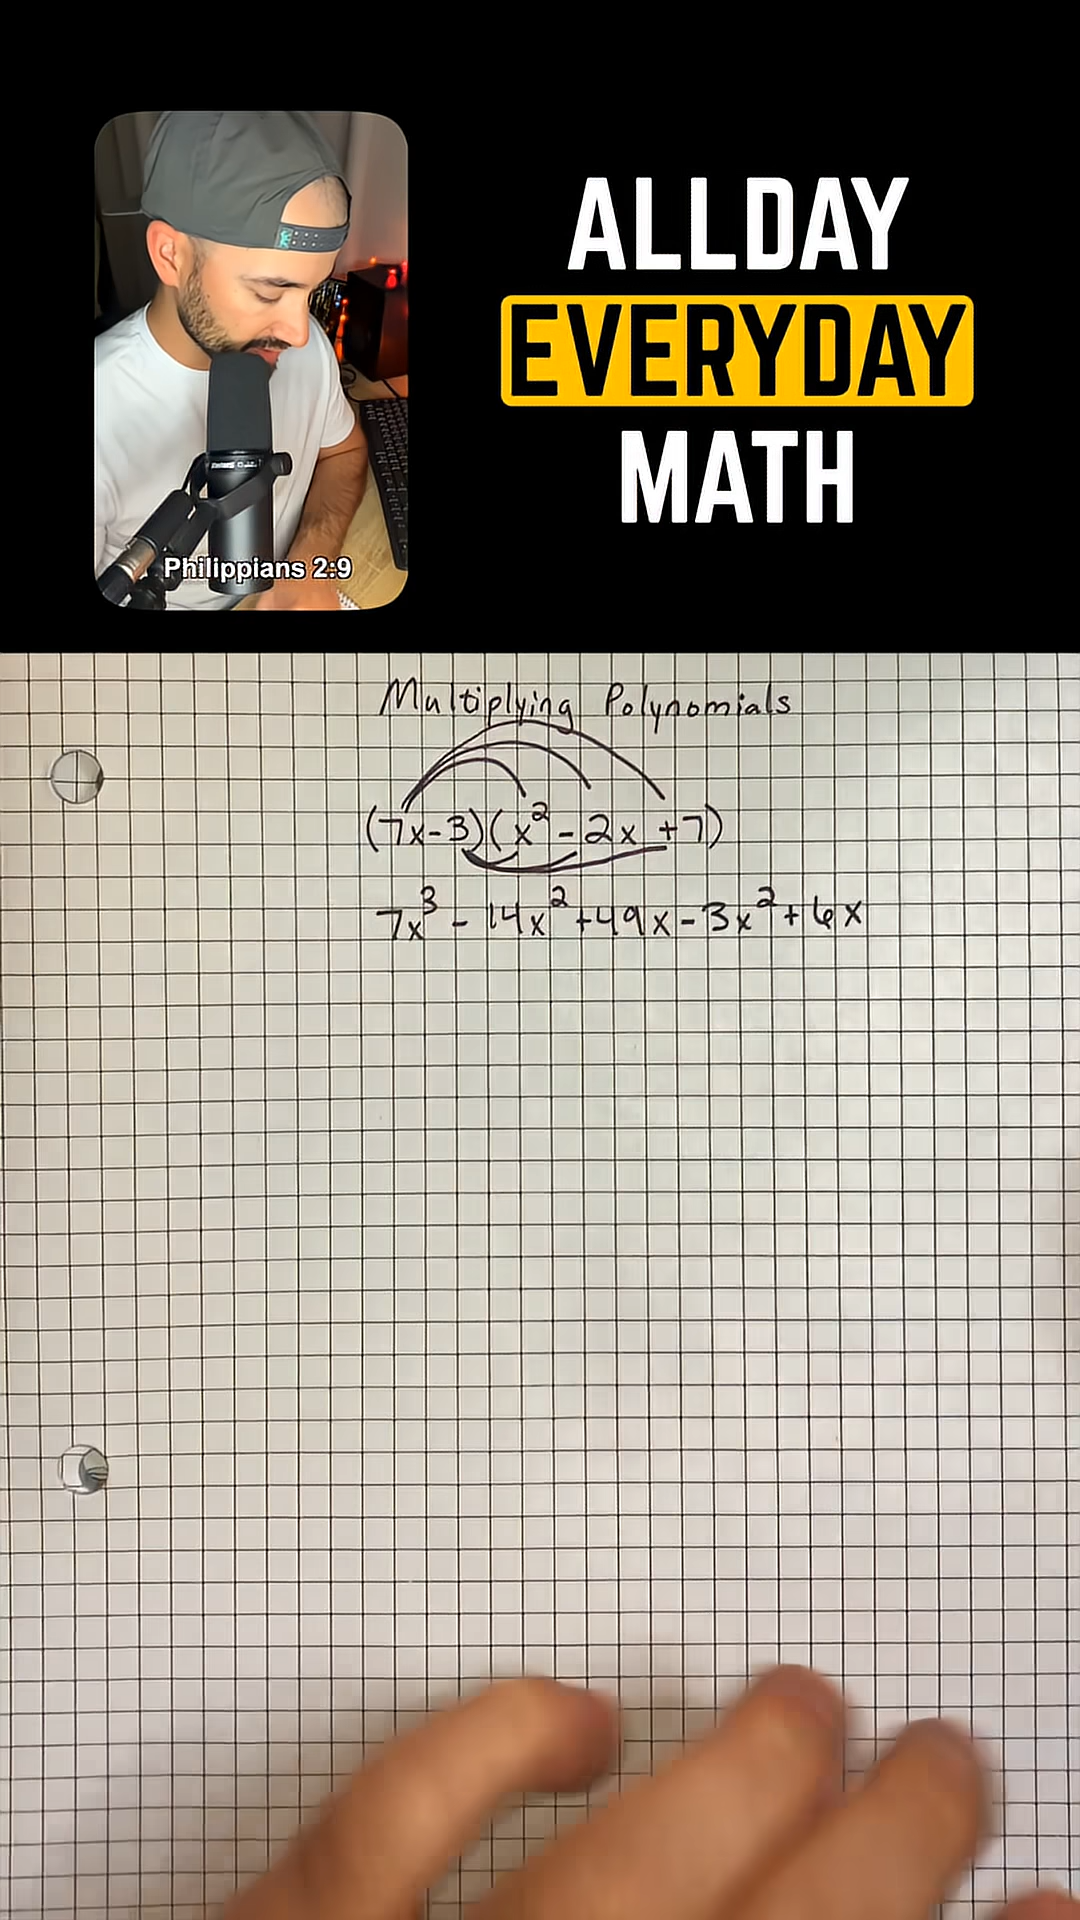 ALLDAY
EVERYDAY
MATH
Philippians 2:9
Multiplying Polynomials
(7x-3)(x² - 2x +7)
7x³ - 14x² +49x - 3x² + 6x